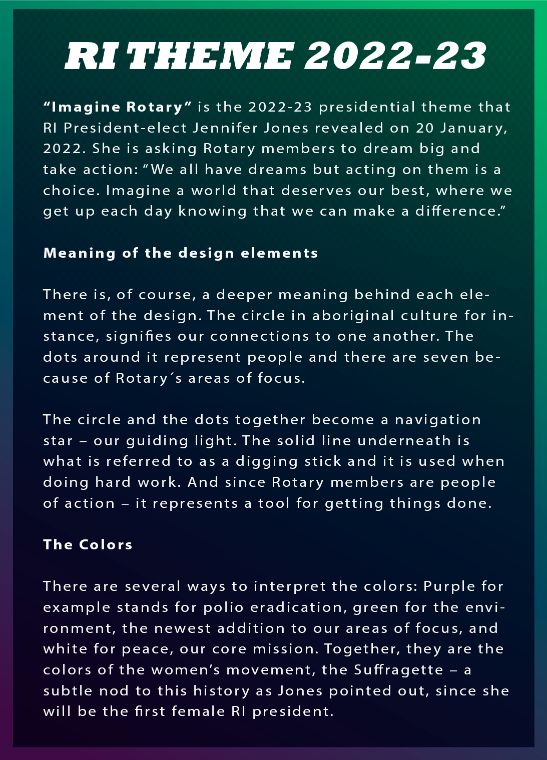 RI THEME 2022-23
“Imagine Rotary” is the 2022-23 presidential theme that
RI President-elect Jennifer Jones revealed on 20 January,
2022. She is asking Rotary members to dream big and
take action: “We all have dreams but acting on them is a
choice. Imagine a world that deserves our best, where we
get up each day knowing that we can make a difference.”
Meaning of the design elements
There is, of course, a deeper meaning behind each ele-
ment of the design. The circle in aboriginal culture for in-
stance, signifies our connections to one another. The
dots around it represent people and there are seven be-
cause of Rotary´s areas of focus.
The circle and the dots together become a navigation
star – our guiding light. The solid line underneath is
what is referred to as a digging stick and it is used when
doing hard work. And since Rotary members are people
of action – it represents a tool for getting things done.
The Colors
There are several ways to interpret the colors: Purple for
example stands for polio eradication, green for the envi-
ronment, the newest addition to our areas of focus, and
white for peace, our core mission. Together, they are the
colors of the women’s movement, the Suffragette – a
subtle nod to this history as Jones pointed out, since she
will be the first female RI president.